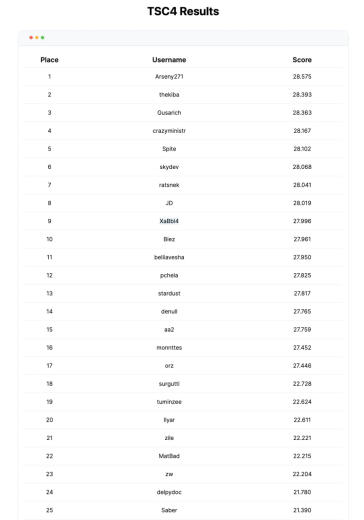 TSC4 Results
Place Username Score
1 Arseny271 28.575
2 thekiba 28.393
3 Gusarich 28.363
4 crazyministr 28.167
5 Spite 28.102
6 skydev 28.068
7 ratsnek 28.041
8 JD 28.019
9 XaBbl4 27.996
10 Biez 27.961
11 belilavesha 27.950
12 pcheia 27.825
13 stardust 27.817
14 denull 27.765
15 aa2 27.759
16 monnttes 27.452
17 orz 27.446
18 surgutti 22.728
19 tuminzee 22.624
20 Ilyar 22.611
21 zile 22.221
22 MatBad 22.215
23 zw 22.204
24 delpydoc 21.780
25 Saber 21.390